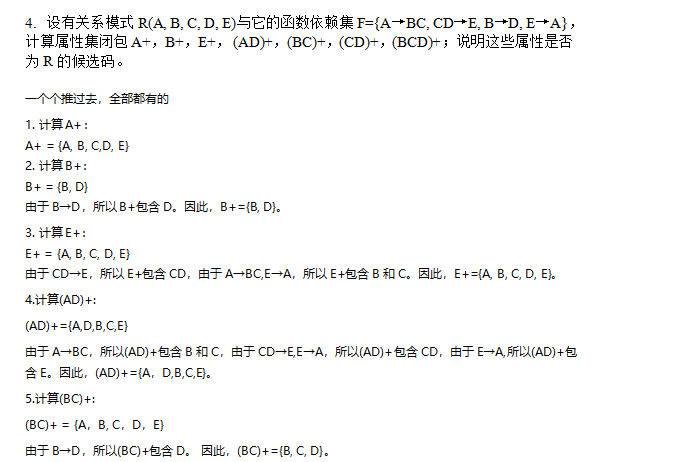 4. 设有关系模式 R(A, B, C, D, E)与它的函数依赖集 F={A→BC, CD→E, B→D, E→A},
计算属性集闭包 A+, B+, E+, (AD)+, (BC)+, (CD)+, (BCD)+; 说明这些属性是否
为 R 的候选码。
一个个推过去，全部都有的
1. 计算A+:
A+ = {A, B, C,D, E}
2. 计算B+:
B+ = {B, D}
由于 B→D，所以B+包含 D。因此，B+={B, D}。
3. 计算E+:
E+ = {A, B, C, D, E}
由于 CD→E，所以 E+包含 CD，由于 A→BC,E→A，所以E+包含 B 和 C。因此，E+={A, B, C, D, E}。
4.计算(AD)+:
(AD)+={A,D,B,C,E}
由于 A→BC，所以(AD)+包含 B 和 C，由于 CD→E,E→A，所以(AD)+包含 CD，由于 E→A,所以(AD)+包
含 E。因此，(AD)+={A，D,B,C,E}。
5.计算(BC)+:
(BC)+ = {A，B, C，D，E}
由于 B→D，所以(BC)+包含 D。 因此，(BC)+={B, C, D}。